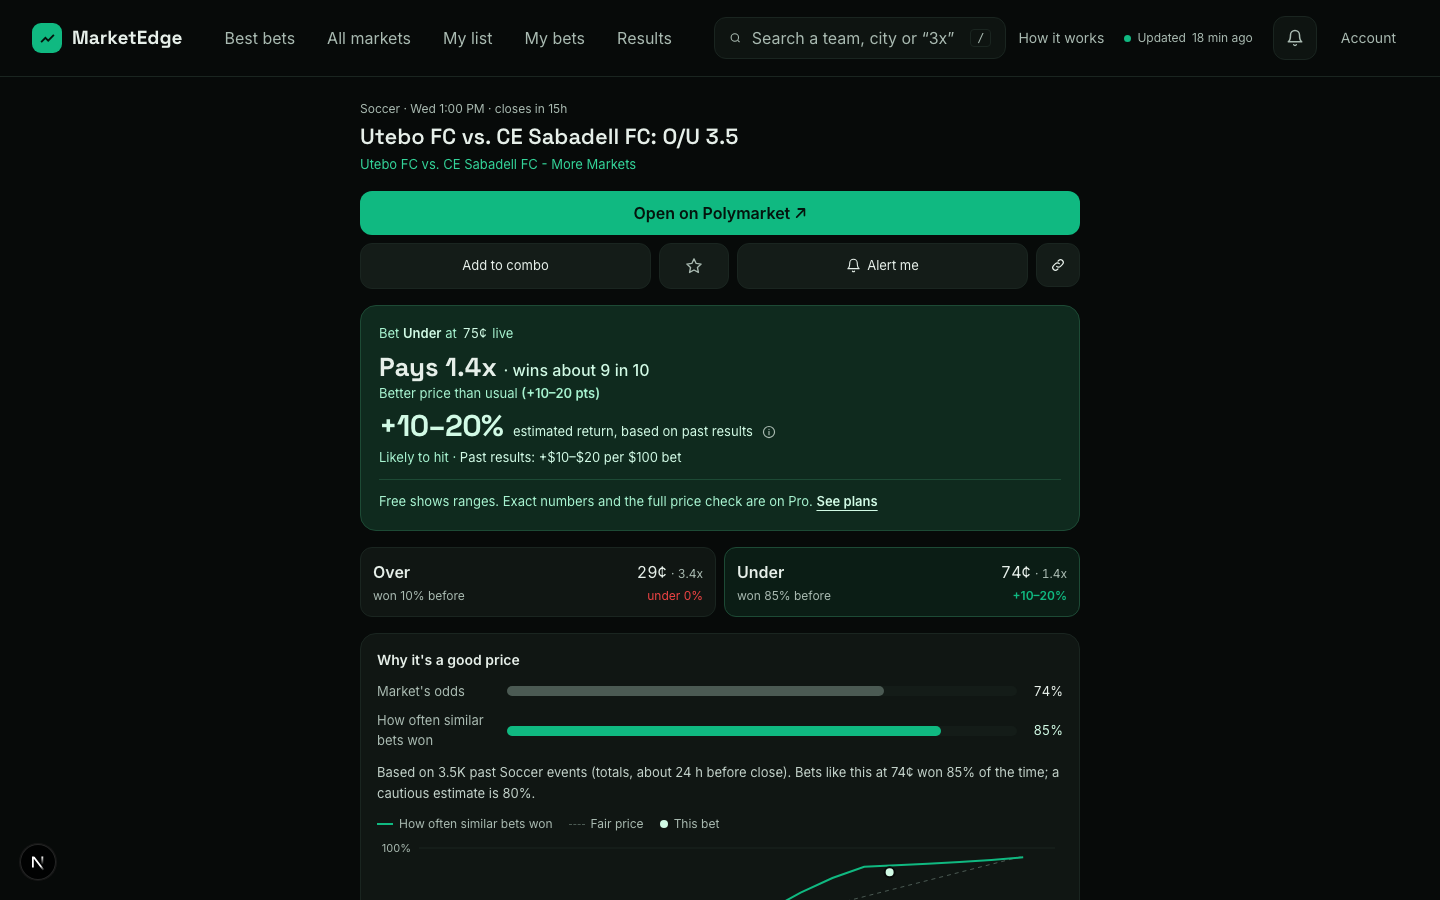 MarketEdge
Best bets
All markets
My list
My bets
Results
Search a team, city or “3x”
/
How it works
Updated 18 min ago
Account
Soccer · Wed 1:00 PM · closes in 15h
Utebo FC vs. CE Sabadell FC: O/U 3.5
Utebo FC vs. CE Sabadell FC - More Markets
Open on Polymarket ↗
Add to combo
Alert me
Bet Under at 75¢ live
Pays 1.4x · wins about 9 in 10
Better price than usual (+10–20 pts)
+10–20% estimated return, based on past results
Likely to hit · Past results: +$10–$20 per $100 bet
Free shows ranges. Exact numbers and the full price check are on Pro. See plans
Over
29¢ · 3.4x
won 10% before
under 0%
Under
74¢ · 1.4x
won 85% before
+10–20%
Why it's a good price
Market's odds
74%
How often similar
bets won
85%
Based on 3.5K past Soccer events (totals, about 24 h before close). Bets like this at 74¢ won 85% of the time; a
cautious estimate is 80%.
How often similar bets won
Fair price
This bet
100%
N